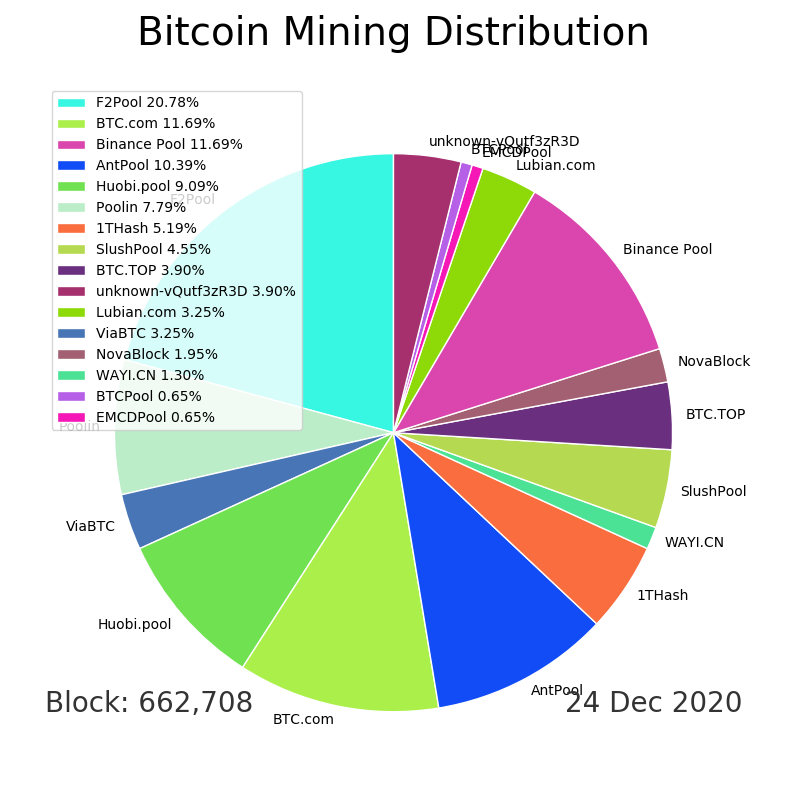 Bitcoin Mining Distribution
F2Pool 20.78%
BTC.com 11.69%
Binance Pool 11.69%
AntPool 10.39%
Huobi.pool 9.09%
Poolin 7.79%
1THash 5.19%
SlushPool 4.55%
BTC.TOP 3.90%
unknown-vQutf3zR3D 3.90%
Lubian.com 3.25%
ViaBTC 3.25%
NovaBlock 1.95%
WAYI.CN 1.30%
BTCPool 0.65%
EMCDPool 0.65%
unknown-vQutf3zR3D
BTCPool
EMCDPool
Lubian.com
F2Pool
Binance Pool
NovaBlock
BTC.TOP
Poolin
SlushPool
ViaBTC
WAYI.CN
1THash
Huobi.pool
AntPool
Block: 662,708
24 Dec 2020
BTC.com